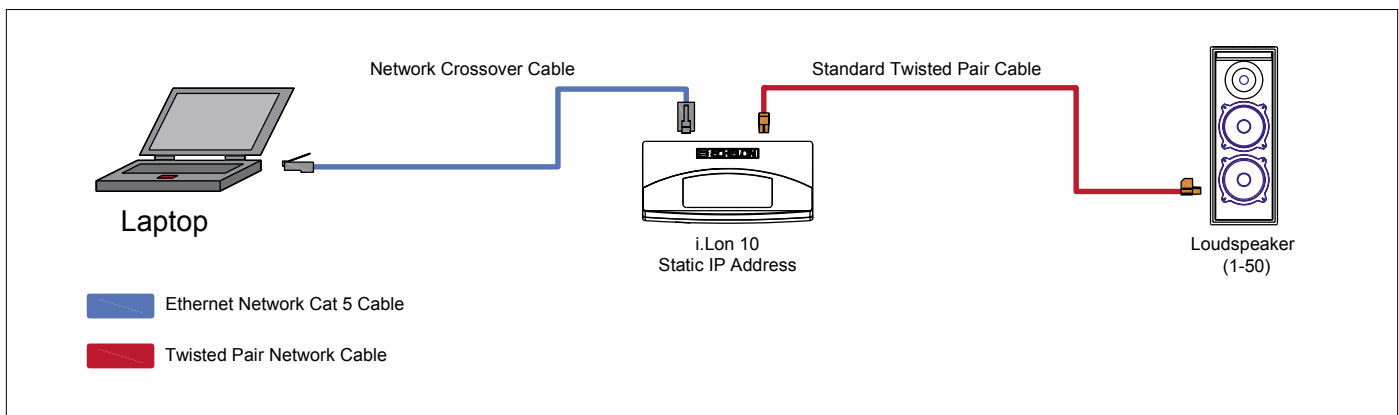 Network Crossover Cable
Standard Twisted Pair Cable
ECHELON
Laptop
i.Lon 10
Static IP Address
Loudspeaker
(1-50)
Ethernet Network Cat 5 Cable
Twisted Pair Network Cable